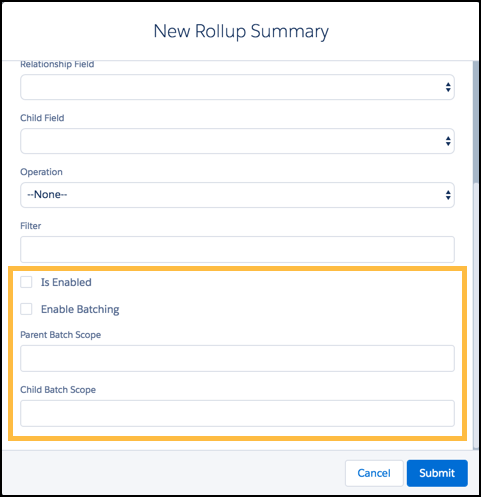 New Rollup Summary
Relationship Field
Child Field
Operation
--None--
Filter
Is Enabled
Enable Batching
Parent Batch Scope
Child Batch Scope
Cancel
Submit